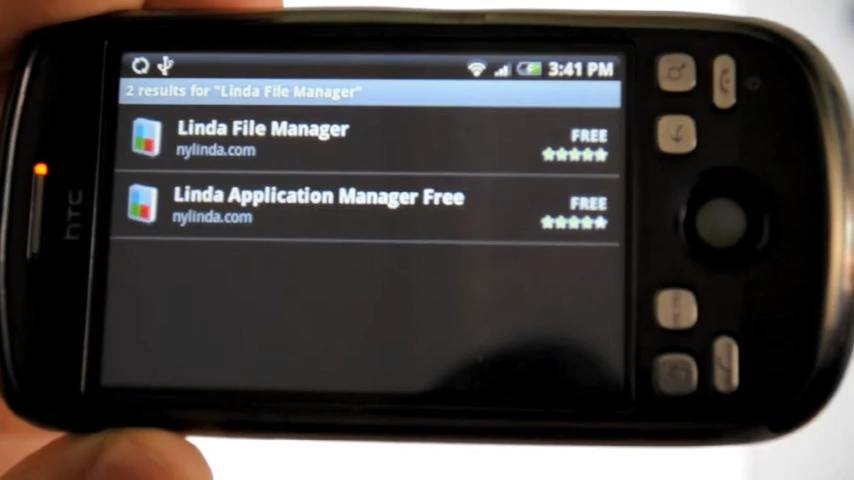 3:41 PM
2 results for "Linda File Manager"
Linda File Manager
FREE
nylinda.com
Linda Application Manager Free
FREE
nylinda.com
hTC